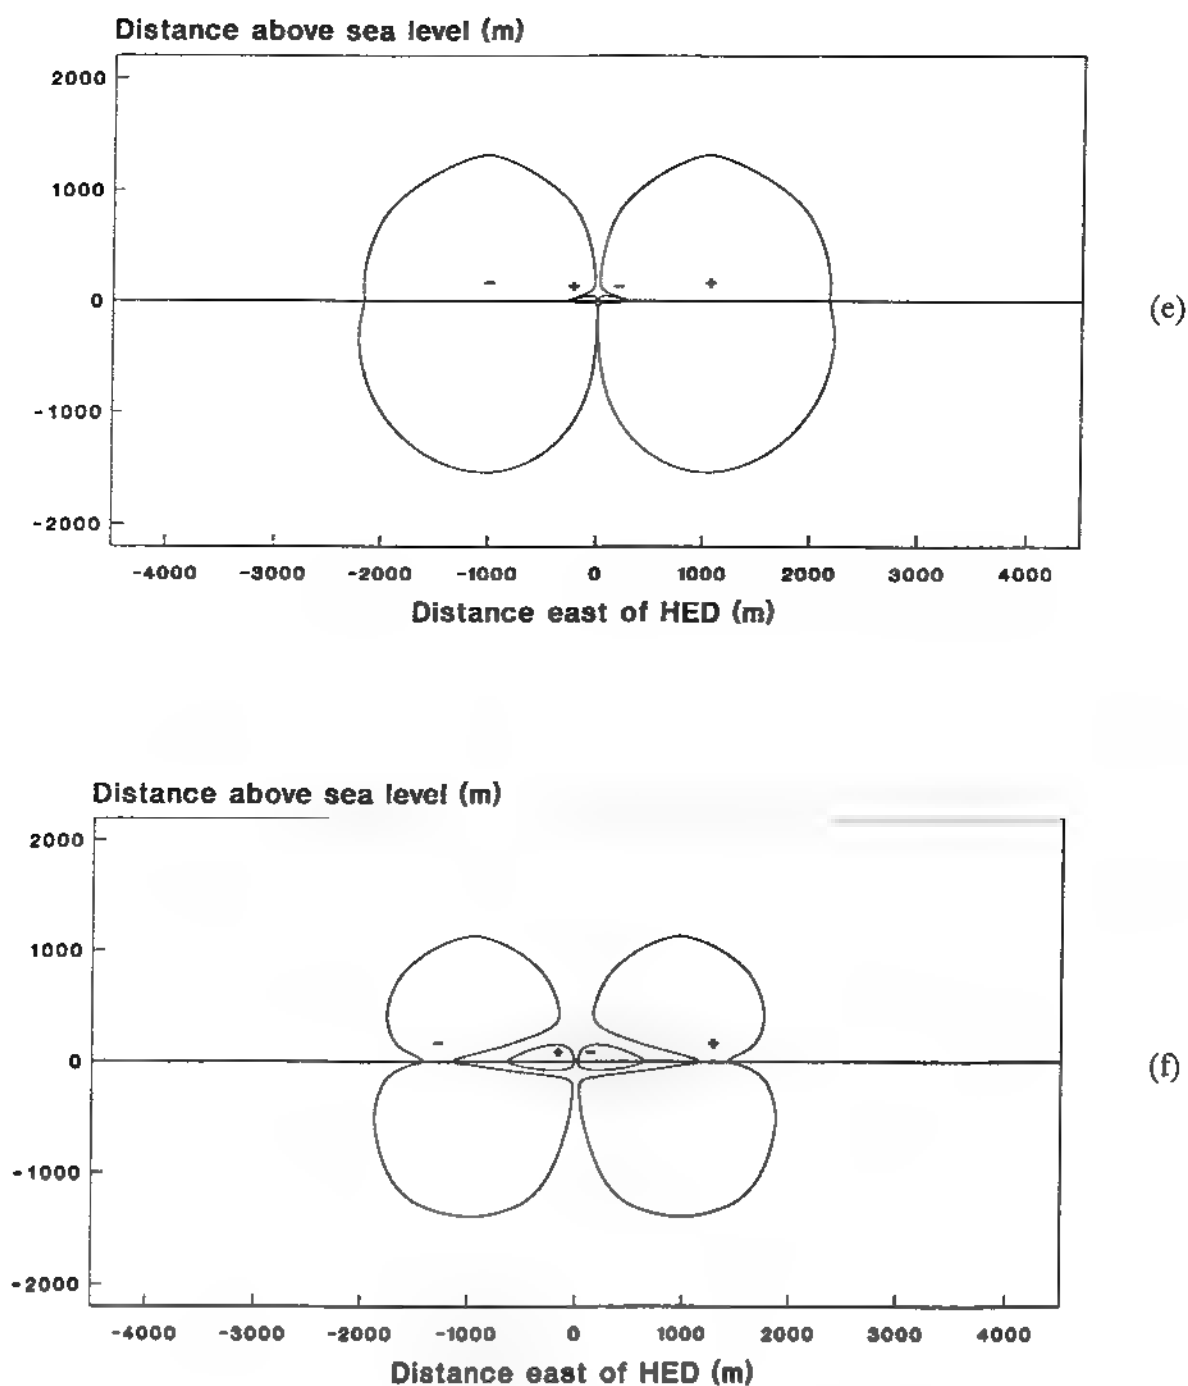 Distance above sea level (m)
2000
1000
0
-1000
-2000
- + - +
-4000 -3000 -2000 -1000 0 1000 2000 3000 4000
Distance east of HED (m)
(e)
Distance above sea level (m)
2000
1000
0
-1000
-2000
- + - +
-4000 -3000 -2000 -1000 0 1000 2000 3000 4000
Distance east of HED (m)
(f)